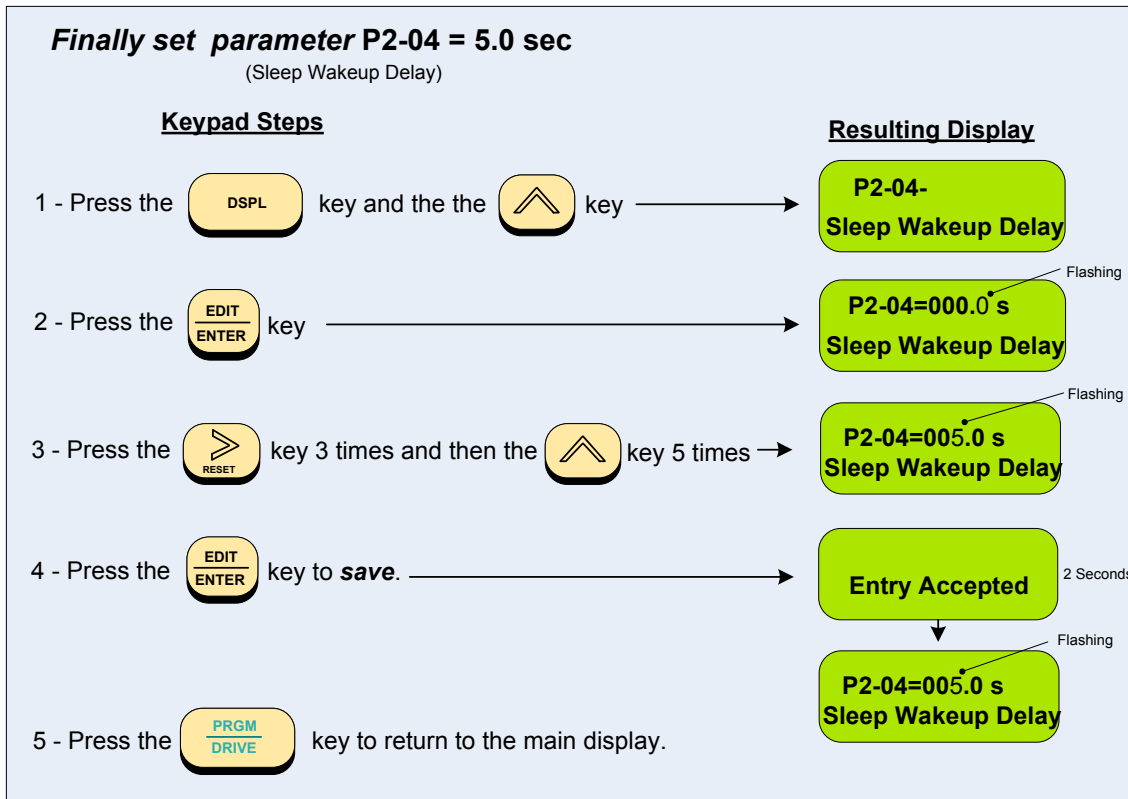 Finally set parameter P2-04 = 5.0 sec
(Sleep Wakeup Delay)
Keypad Steps
Resulting Display
1 - Press the DSPL key and the the key
P2-04-
Sleep Wakeup Delay
Flashing
2 - Press the EDIT ENTER key
P2-04=000.0 s
Sleep Wakeup Delay
Flashing
3 - Press the RESET key 3 times and then the key 5 times
P2-04=005.0 s
Sleep Wakeup Delay
4 - Press the EDIT ENTER key to save.
Entry Accepted
2 Seconds
Flashing
P2-04=005.0 s
Sleep Wakeup Delay
5 - Press the PRGM DRIVE key to return to the main display.